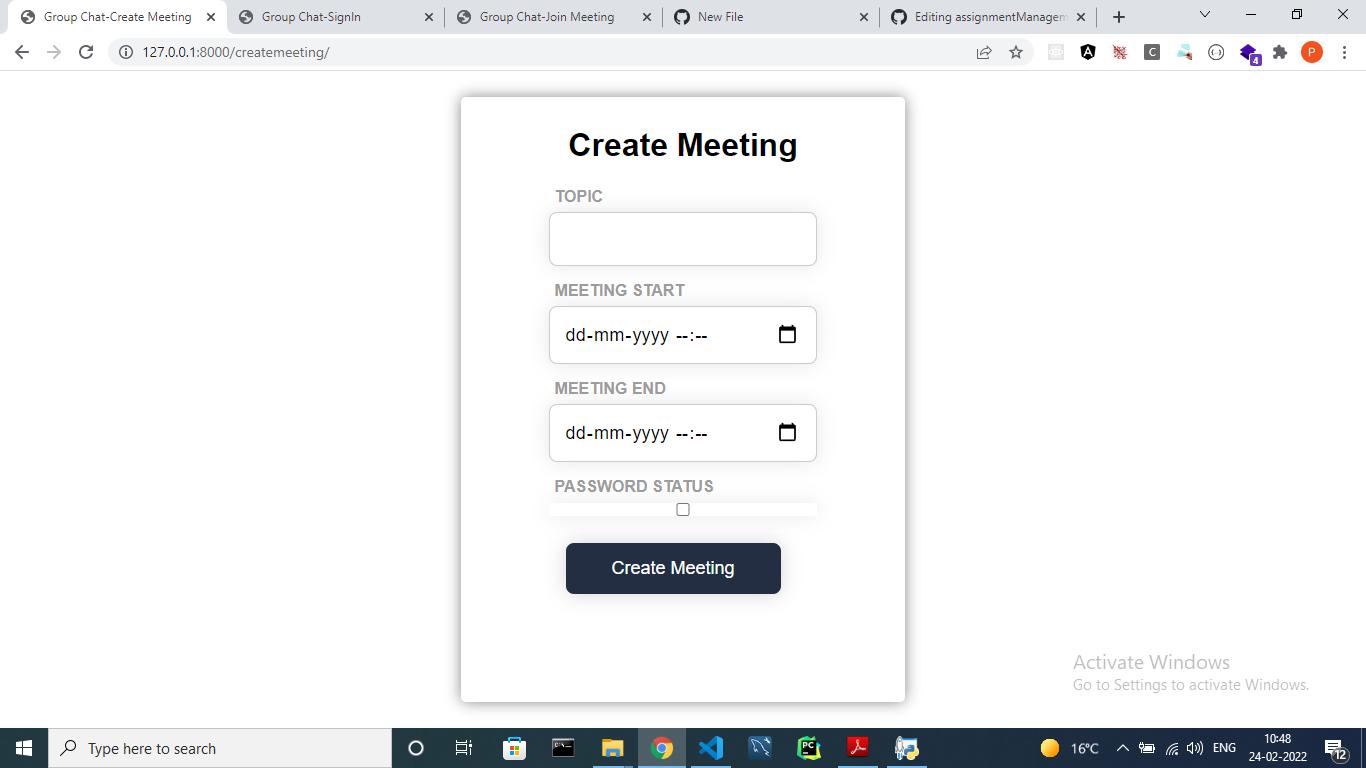 Group Chat-Create Meeting
Group Chat-SignIn
Group Chat-Join Meeting
New File
Editing assignmentManagem
127.0.0.1:8000/createmeeting/
C
4
P
Create Meeting
TOPIC
MEETING START
dd-mm-yyyy --:--
MEETING END
dd-mm-yyyy --:--
PASSWORD STATUS
Create Meeting
Activate Windows
Go to Settings to activate Windows.
Type here to search
PC
16°C
ENG
10:48
24-02-2022
12